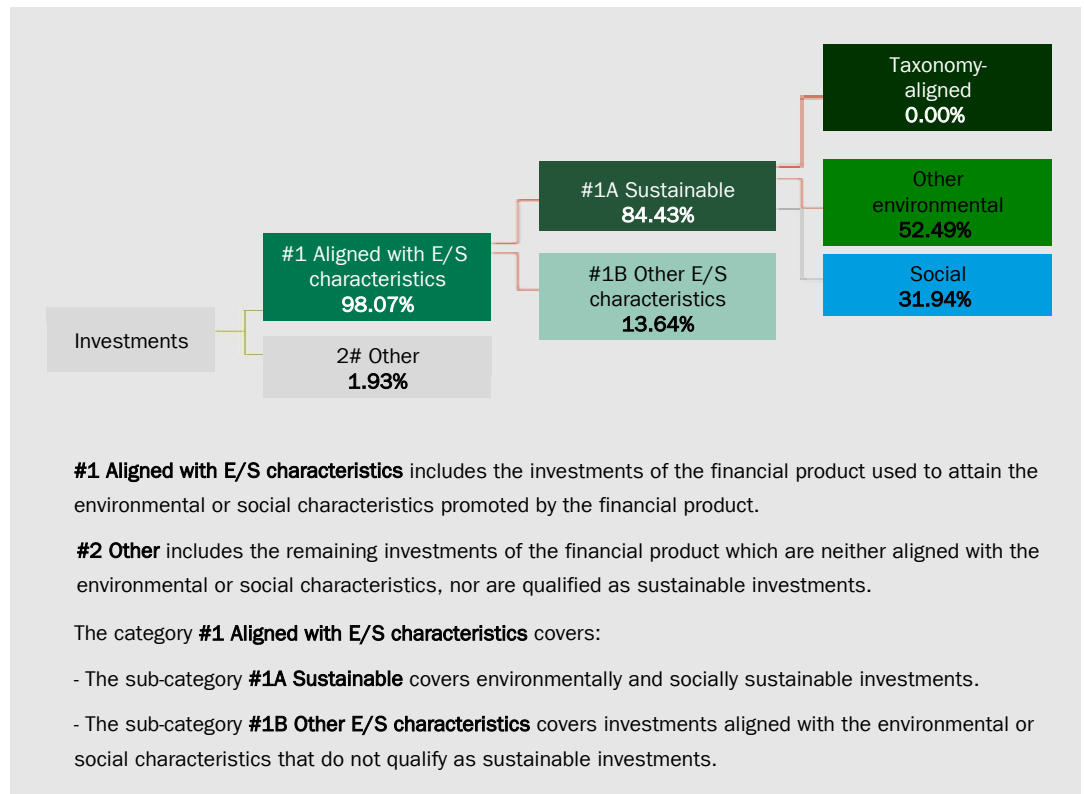 Taxonomy-
aligned
0.00%
#1A Sustainable
84.43%
Other
environmental
52.49%
#1 Aligned with E/S
characteristics
98.07%
#1B Other E/S
characteristics
13.64%
Social
31.94%
Investments
2# Other
1.93%
#1 Aligned with E/S characteristics includes the investments of the financial product used to attain the
environmental or social characteristics promoted by the financial product.
#2 Other includes the remaining investments of the financial product which are neither aligned with the
environmental or social characteristics, nor are qualified as sustainable investments.
The category #1 Aligned with E/S characteristics covers:
- The sub-category #1A Sustainable covers environmentally and socially sustainable investments.
- The sub-category #1B Other E/S characteristics covers investments aligned with the environmental or
social characteristics that do not qualify as sustainable investments.